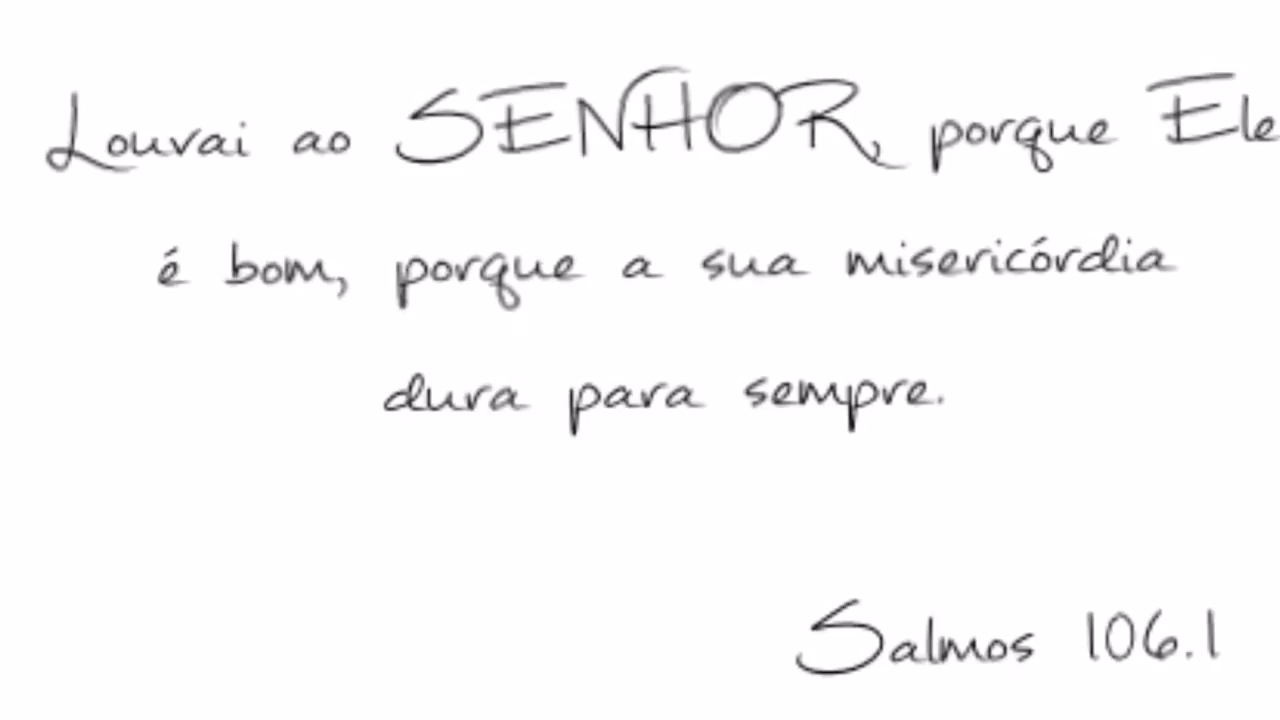 Louvai ao SENHOR, porque Ele
é bom, porque a sua misericórdia
dura para sempre.
Salmos 106.1